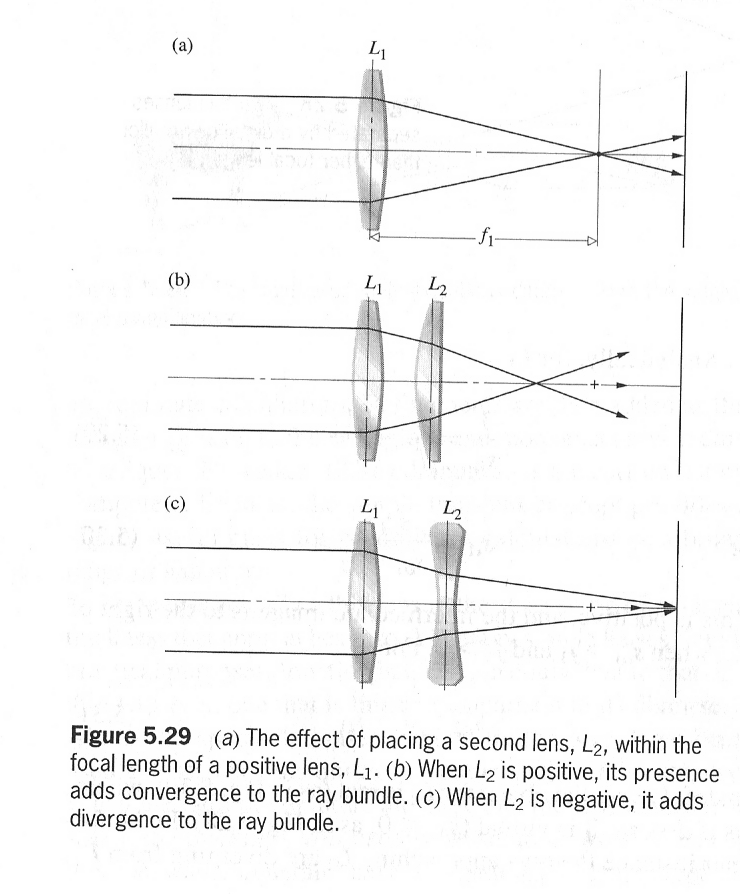 (a)
L1
f1
(b)
L1 L2
+
(c)
L1 L2
+
Figure 5.29 (a) The effect of placing a second lens, L2, within the
focal length of a positive lens, L1. (b) When L2 is positive, its presence
adds convergence to the ray bundle. (c) When L2 is negative, it adds
divergence to the ray bundle.